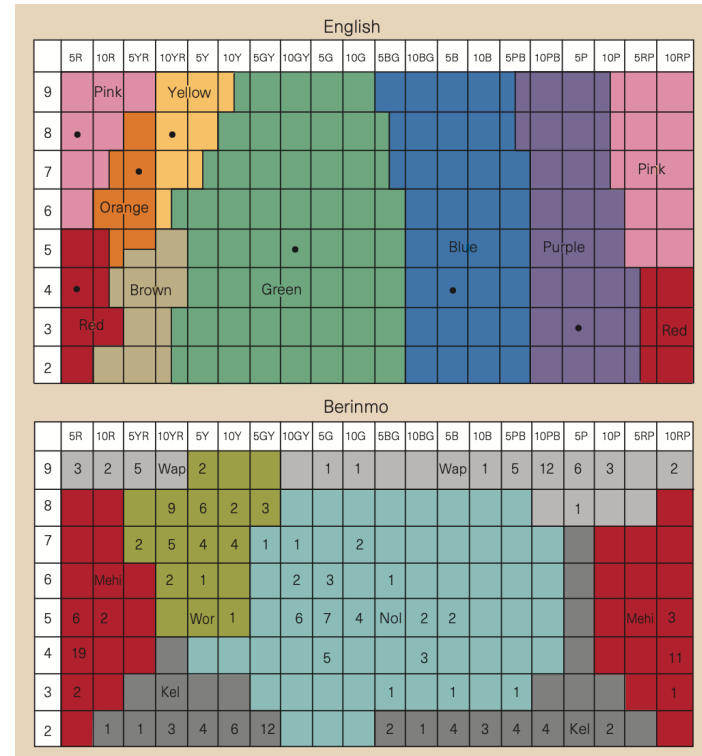 English
5R 10R 5YR 10YR 5Y 10Y 5GY 10GY 5G 10G 5BG 10BG 5B 10B 5PB 10PB 5P 10P 5RP 10RP
9 Pink Yellow
8
7 Pink
6 Orange
5 Blue Purple
4 Brown Green
3 Red Red
2
Berinmo
5R 10R 5YR 10YR 5Y 10Y 5GY 10GY 5G 10G 5BG 10BG 5B 10B 5PB 10PB 5P 10P 5RP 10RP
9 3 2 5 Wap 2 1 1 Wap 1 5 12 6 3 2
8 9 6 2 3 1
7 2 5 4 4 1 1 2
6 Mehi 2 1 2 3 1
5 6 2 Wor 1 6 7 4 Nol 2 2 Mehi 3
4 19 5 3 11
3 2 Kel 1 1 1 1
2 1 1 3 4 6 12 2 1 4 3 4 4 Kel 2